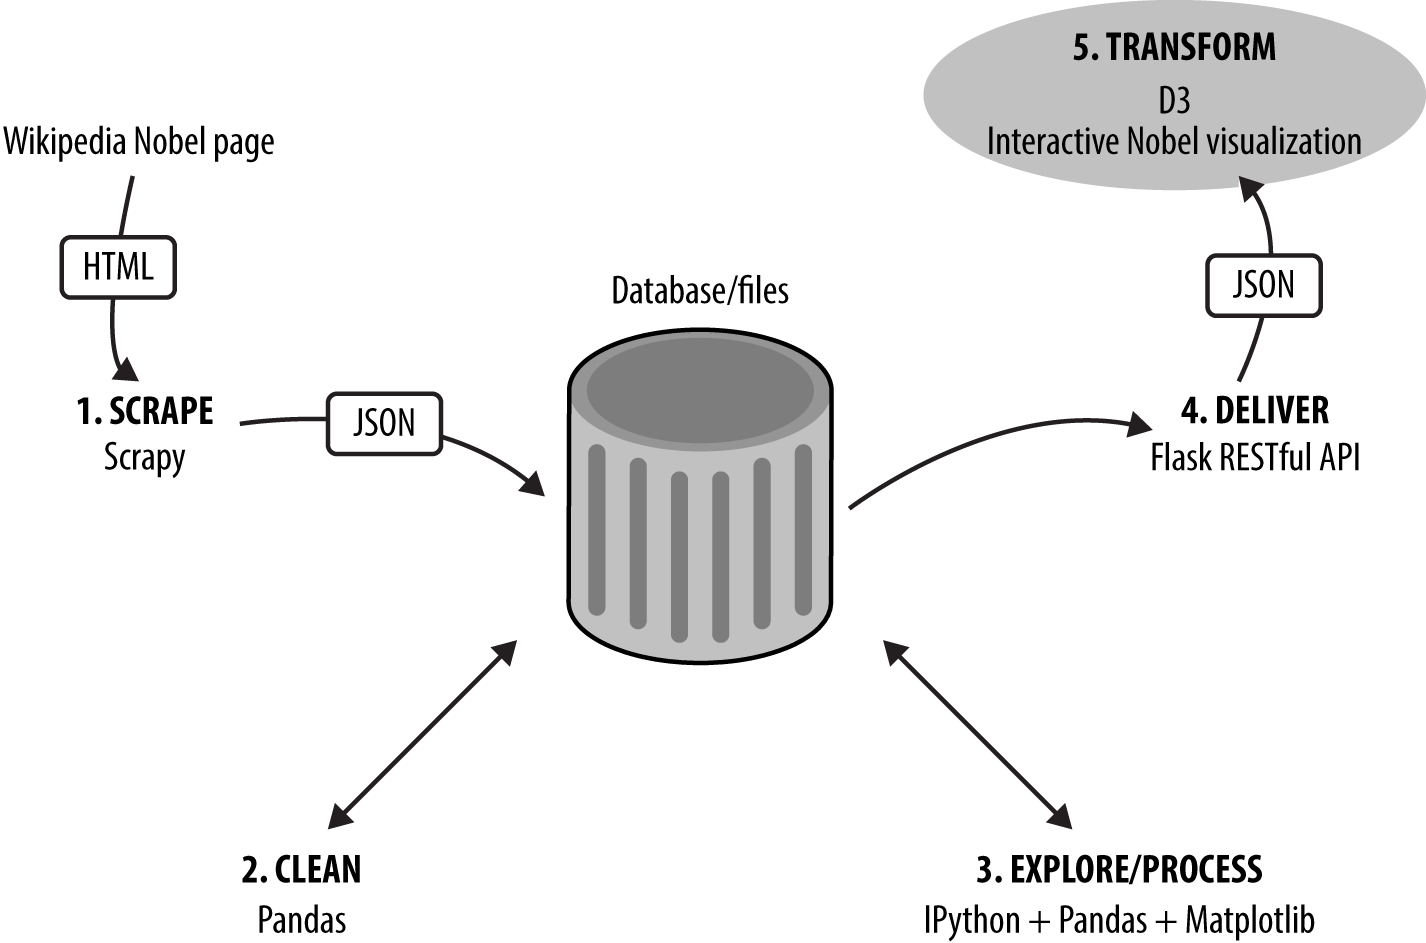 Wikipedia Nobel page
HTML
1. SCRAPE
Scrapy
JSON
Database/files
2. CLEAN
Pandas
3. EXPLORE/PROCESS
IPython + Pandas + Matplotlib
4. DELIVER
Flask RESTful API
JSON
5. TRANSFORM
D3
Interactive Nobel visualization